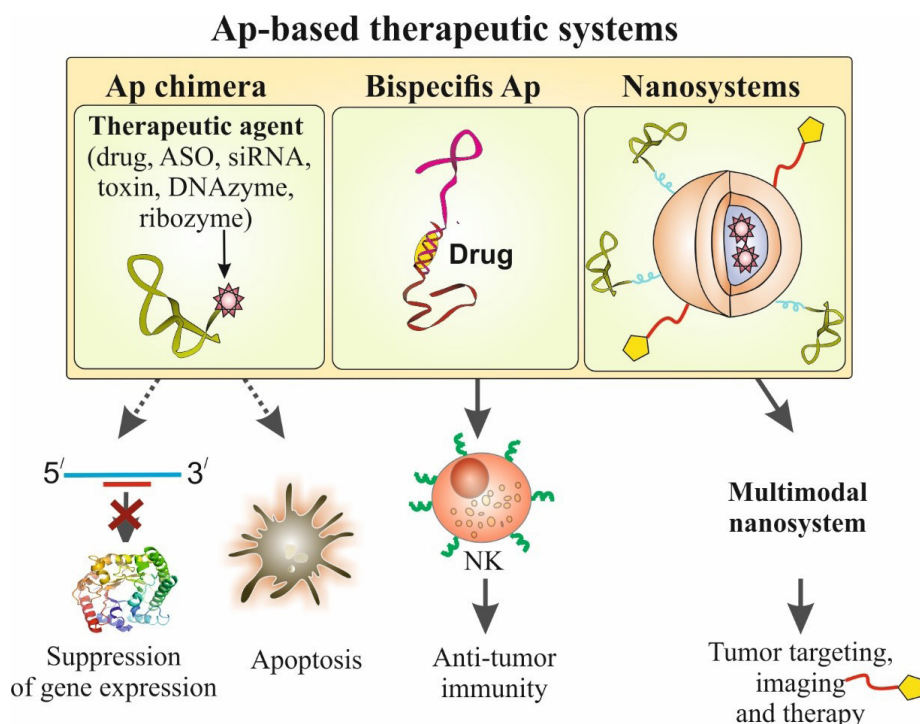 Ap-based therapeutic systems
Ap chimera
Therapeutic agent
(drug, ASO, siRNA,
toxin, DNAzyme,
ribozyme)
Bispecifis Ap
Drug
Nanosystems
5/
3/
Suppression
of gene expression
Apoptosis
NK
Anti-tumor
immunity
Multimodal
nanosystem
Tumor targeting,
imaging
and therapy